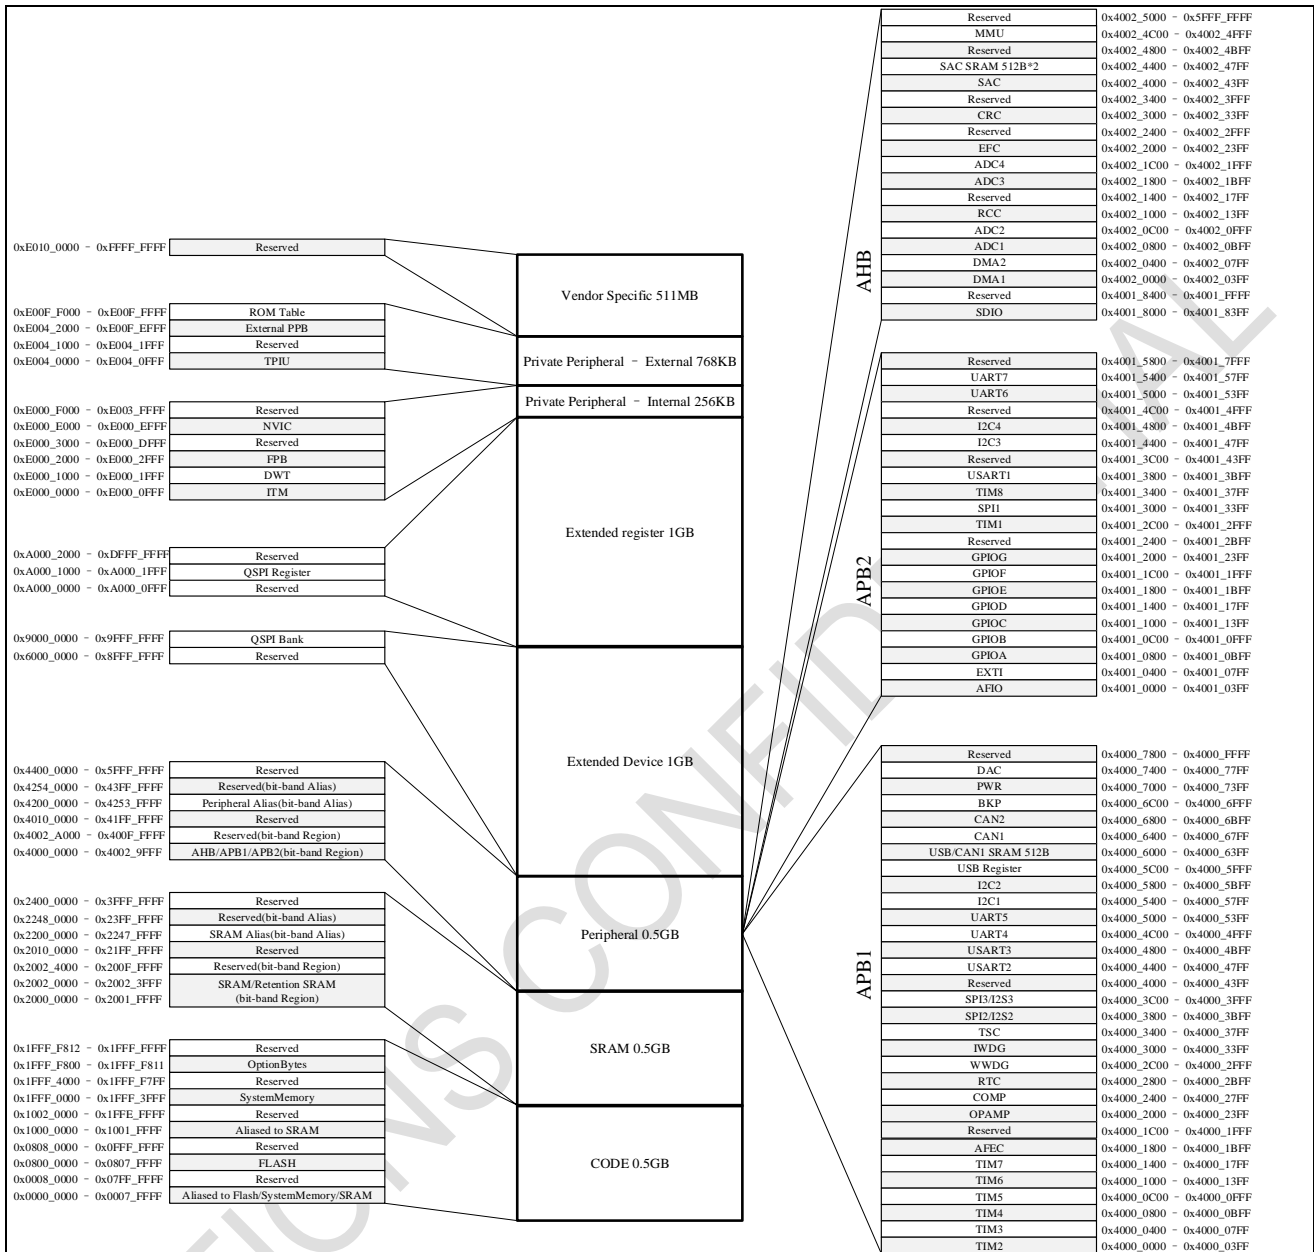 0xE010_0000 - 0xFFFF_FFFF Reserved
0xE00F_F000 - 0xE00F_FFFF ROM Table
0xE004_2000 - 0xE00F_EFFF External PPB
0xE004_1000 - 0xE004_1FFF Reserved
0xE004_0000 - 0xE004_0FFF TPIU
0xE000_F000 - 0xE003_FFFF Reserved
0xE000_E000 - 0xE000_EFFF NVIC
0xE000_3000 - 0xE000_DFFF Reserved
0xE000_2000 - 0xE000_2FFF FPB
0xE000_1000 - 0xE000_1FFF DWT
0xE000_0000 - 0xE000_0FFF ITM
0xA000_2000 - 0xDFFF_FFFF Reserved
0xA000_1000 - 0xA000_1FFF QSPI Register
0xA000_0000 - 0xA000_0FFF Reserved
0x9000_0000 - 0x9FFF_FFFF QSPI Bank
0x6000_0000 - 0x8FFF_FFFF Reserved
0x4400_0000 - 0x5FFF_FFFF Reserved
0x4254_0000 - 0x43FF_FFFF Reserved(bit-band Alias)
0x4200_0000 - 0x4253_FFFF Peripheral Alias(bit-band Alias)
0x4010_0000 - 0x41FF_FFFF Reserved
0x4002_A000 - 0x400F_FFFF Reserved(bit-band Region)
0x4000_0000 - 0x4002_9FFF AHB/APB1/APB2(bit-band Region)
0x2400_0000 - 0x3FFF_FFFF Reserved
0x2248_0000 - 0x23FF_FFFF Reserved(bit-band Alias)
0x2200_0000 - 0x2247_FFFF SRAM Alias(bit-band Alias)
0x2010_0000 - 0x21FF_FFFF Reserved
0x2002_4000 - 0x200F_FFFF Reserved(bit-band Region)
0x2002_0000 - 0x2002_3FFF SRAM/Retention SRAM
0x2000_0000 - 0x2001_FFFF (bit-band Region)
0x1FFF_F812 - 0x1FFF_FFFF Reserved
0x1FFF_F800 - 0x1FFF_F811 OptionBytes
0x1FFF_4000 - 0x1FFF_F7FF Reserved
0x1FFF_0000 - 0x1FFF_3FFF SystemMemory
0x1002_0000 - 0x1FFE_FFFF Reserved
0x1000_0000 - 0x1001_FFFF Aliased to SRAM
0x0808_0000 - 0x0FFF_FFFF Reserved
0x0800_0000 - 0x0807_FFFF FLASH
0x0008_0000 - 0x07FF_FFFF Reserved
0x0000_0000 - 0x0007_FFFF Aliased to Flash/SystemMemory/SRAM
Vendor Specific 511MB
Private Peripheral - External 768KB
Private Peripheral - Internal 256KB
Extended register 1GB
Extended Device 1GB
Peripheral 0.5GB
SRAM 0.5GB
CODE 0.5GB
AHB
Reserved 0x4002_5000 - 0x5FFF_FFFF
MMU 0x4002_4C00 - 0x4002_4FFF
Reserved 0x4002_4800 - 0x4002_4BFF
SAC SRAM 512B*2 0x4002_4400 - 0x4002_47FF
SAC 0x4002_4000 - 0x4002_43FF
Reserved 0x4002_3400 - 0x4002_3FFF
CRC 0x4002_3000 - 0x4002_33FF
Reserved 0x4002_2400 - 0x4002_2FFF
EFC 0x4002_2000 - 0x4002_23FF
ADC4 0x4002_1C00 - 0x4002_1FFF
ADC3 0x4002_1800 - 0x4002_1BFF
Reserved 0x4002_1400 - 0x4002_17FF
RCC 0x4002_1000 - 0x4002_13FF
ADC2 0x4002_0C00 - 0x4002_0FFF
ADC1 0x4002_0800 - 0x4002_0BFF
DMA2 0x4002_0400 - 0x4002_07FF
DMA1 0x4002_0000 - 0x4002_03FF
Reserved 0x4001_8400 - 0x4001_FFFF
SDIO 0x4001_8000 - 0x4001_83FF
APB2
Reserved 0x4001_5800 - 0x4001_7FFF
UART7 0x4001_5400 - 0x4001_57FF
UART6 0x4001_5000 - 0x4001_53FF
Reserved 0x4001_4C00 - 0x4001_4FFF
I2C4 0x4001_4800 - 0x4001_4BFF
I2C3 0x4001_4400 - 0x4001_47FF
Reserved 0x4001_3C00 - 0x4001_43FF
USART1 0x4001_3800 - 0x4001_3BFF
TIM8 0x4001_3400 - 0x4001_37FF
SPI1 0x4001_3000 - 0x4001_33FF
TIM1 0x4001_2C00 - 0x4001_2FFF
Reserved 0x4001_2400 - 0x4001_2BFF
GPIOG 0x4001_2000 - 0x4001_23FF
GPIOF 0x4001_1C00 - 0x4001_1FFF
GPIOE 0x4001_1800 - 0x4001_1BFF
GPIOD 0x4001_1400 - 0x4001_17FF
GPIOC 0x4001_1000 - 0x4001_13FF
GPIOB 0x4001_0C00 - 0x4001_0FFF
GPIOA 0x4001_0800 - 0x4001_0BFF
EXTI 0x4001_0400 - 0x4001_07FF
AFIO 0x4001_0000 - 0x4001_03FF
APB1
Reserved 0x4000_7800 - 0x4000_FFFF
DAC 0x4000_7400 - 0x4000_77FF
PWR 0x4000_7000 - 0x4000_73FF
BKP 0x4000_6C00 - 0x4000_6FFF
CAN2 0x4000_6800 - 0x4000_6BFF
CAN1 0x4000_6400 - 0x4000_67FF
USB/CAN1 SRAM 512B 0x4000_6000 - 0x4000_63FF
USB Register 0x4000_5C00 - 0x4000_5FFF
I2C2 0x4000_5800 - 0x4000_5BFF
I2C1 0x4000_5400 - 0x4000_57FF
UART5 0x4000_5000 - 0x4000_53FF
UART4 0x4000_4C00 - 0x4000_4FFF
USART3 0x4000_4800 - 0x4000_4BFF
USART2 0x4000_4400 - 0x4000_47FF
Reserved 0x4000_4000 - 0x4000_43FF
SPI3/I2S3 0x4000_3C00 - 0x4000_3FFF
SPI2/I2S2 0x4000_3800 - 0x4000_3BFF
TSC 0x4000_3400 - 0x4000_37FF
IWDG 0x4000_3000 - 0x4000_33FF
WWDG 0x4000_2C00 - 0x4000_2FFF
RTC 0x4000_2800 - 0x4000_2BFF
COMP 0x4000_2400 - 0x4000_27FF
OPAMP 0x4000_2000 - 0x4000_23FF
Reserved 0x4000_1C00 - 0x4000_1FFF
AFEC 0x4000_1800 - 0x4000_1BFF
TIM7 0x4000_1400 - 0x4000_17FF
TIM6 0x4000_1000 - 0x4000_13FF
TIM5 0x4000_0C00 - 0x4000_0FFF
TIM4 0x4000_0800 - 0x4000_0BFF
TIM3 0x4000_0400 - 0x4000_07FF
TIM2 0x4000_0000 - 0x4000_03FF